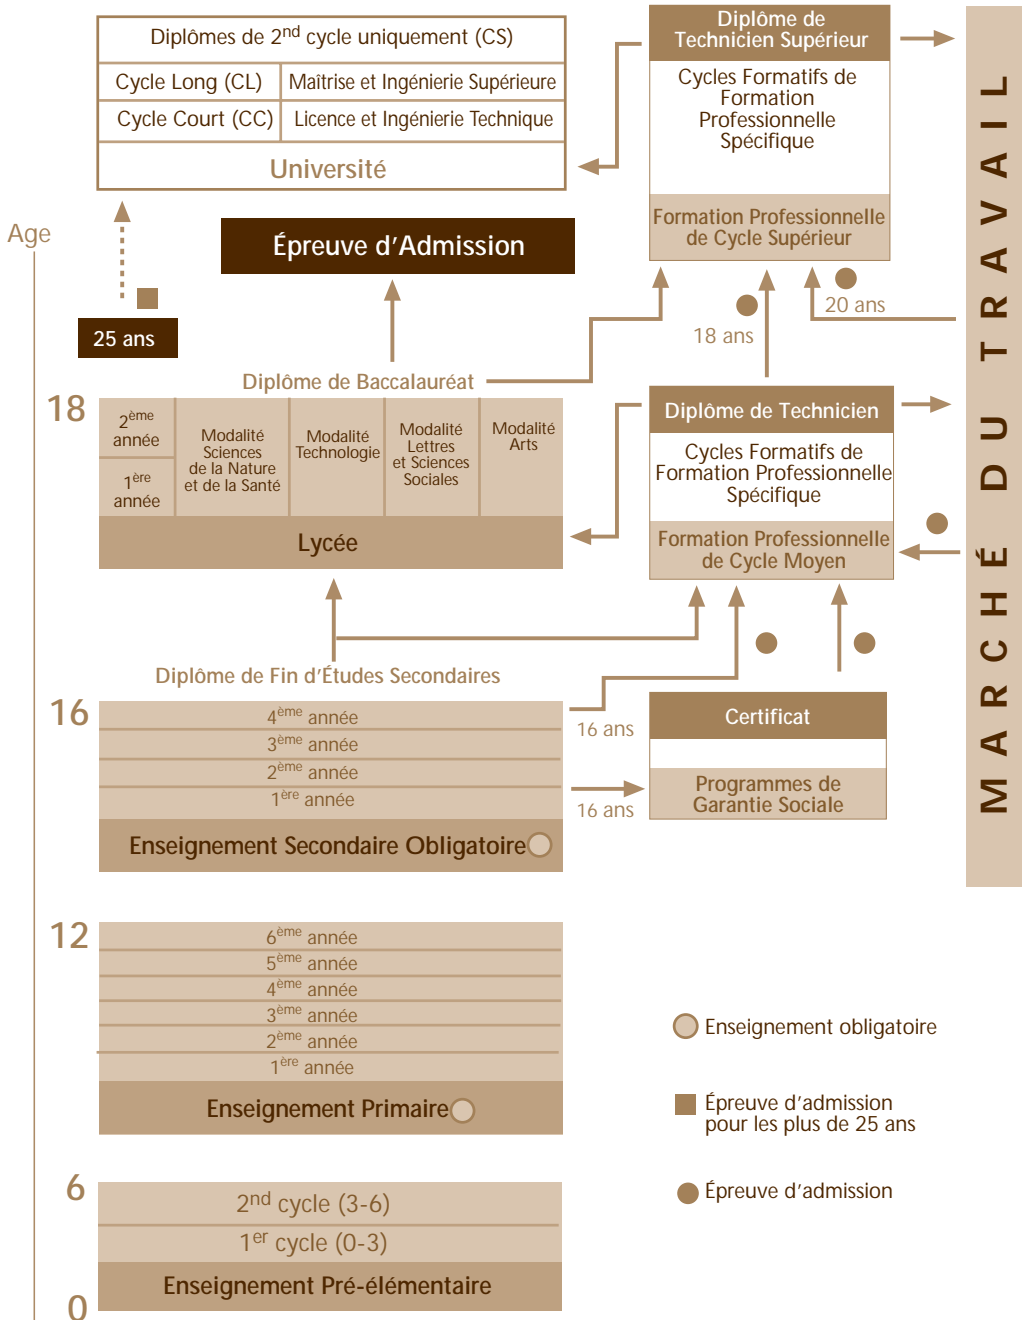 Diplômes de 2nd cycle uniquement (CS)
Cycle Long (CL)
Maîtrise et Ingénierie Supérieure
Cycle Court (CC)
Licence et Ingénierie Technique
Université
Diplôme de
Technicien Supérieur
Cycles Formatifs de
Formation
Professionnelle
Spécifique
Formation Professionnelle
de Cycle Supérieur
MARCHÉ DU TRAVAIL
Age
Épreuve d'Admission
25 ans
18 ans
20 ans
Diplôme de Baccalauréat
18
2ème
année
1ère
année
Modalité
Sciences
de la Nature
et de la Santé
Modalité
Technologie
Modalité
Lettres
et Sciences
Sociales
Modalité
Arts
Lycée
Diplôme de Technicien
Cycles Formatifs de
Formation Professionnelle
Spécifique
Formation Professionnelle
de Cycle Moyen
Diplôme de Fin d'Études Secondaires
16
4ème année
3ème année
2ème année
1ère année
Enseignement Secondaire Obligatoire
16 ans
16 ans
Certificat
Programmes de
Garantie Sociale
12
6ème année
5ème année
4ème année
3ème année
2ème année
1ère année
Enseignement Primaire
Enseignement obligatoire
Épreuve d'admission
pour les plus de 25 ans
Épreuve d'admission
6
2nd cycle (3-6)
1er cycle (0-3)
Enseignement Pré-élémentaire
0